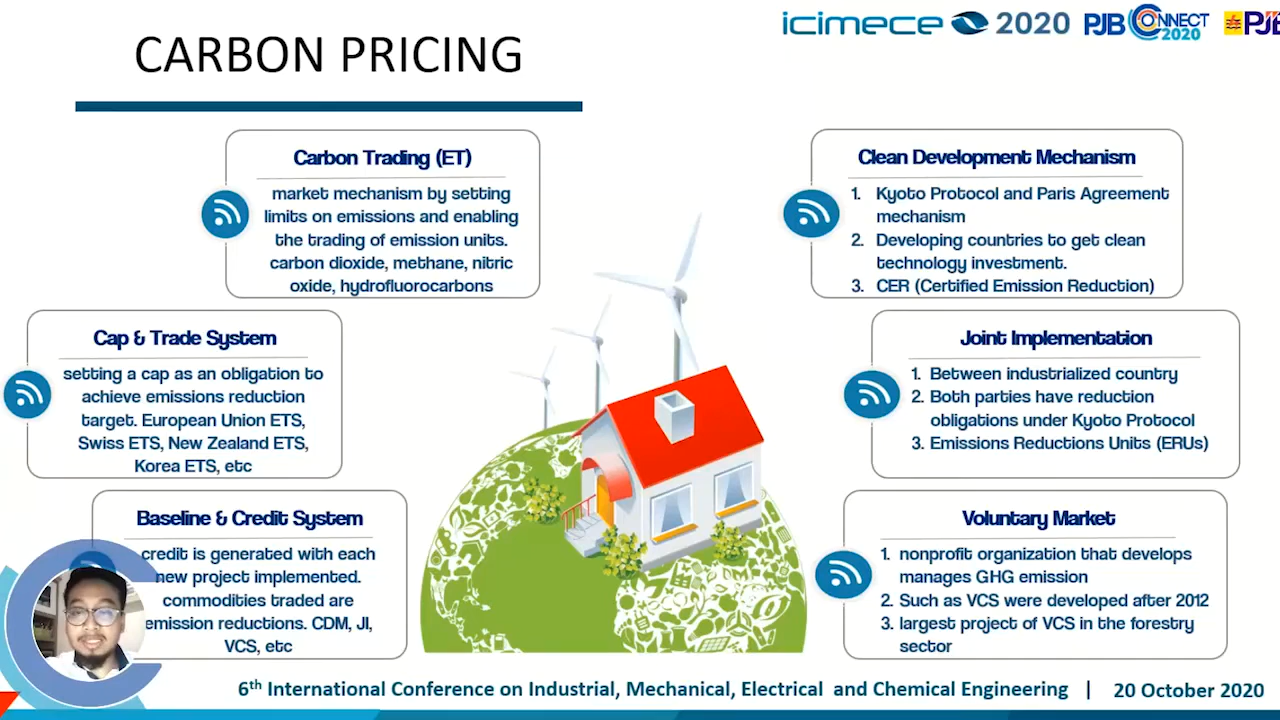 icimece 2020 PJB CONNECT 2020 PJB
CARBON PRICING
Carbon Trading (ET)
market mechanism by setting
limits on emissions and enabling
the trading of emission units.
carbon dioxide, methane, nitric
oxide, hydrofluorocarbons
Clean Development Mechanism
1. Kyoto Protocol and Paris Agreement
mechanism
2. Developing countries to get clean
technology investment.
3. CER (Certified Emission Reduction)
Cap & Trade System
setting a cap as an obligation to
achieve emissions reduction
target. European Union ETS,
Swiss ETS, New Zealand ETS,
Korea ETS, etc
Joint Implementation
1. Between industrialized country
2. Both parties have reduction
obligations under Kyoto Protocol
3. Emissions Reductions Units (ERUs)
Baseline & Credit System
credit is generated with each
new project implemented.
commodities traded are
emission reductions. CDM, JI,
VCS, etc
Voluntary Market
1. nonprofit organization that develops
manages GHG emission
2. Such as VCS were developed after 2012
3. largest project of VCS in the forestry
sector
6th International Conference on Industrial, Mechanical, Electrical and Chemical Engineering | 20 October 2020